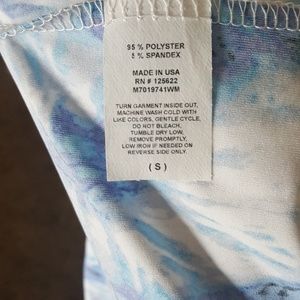 95 % POLYSTER
5 % SPANDEX
MADE IN USA
RN # 125622
M7019741WM
TURN GARMENT INSIDE OUT,
MACHINE WASH COLD WITH
LIKE COLORS, GENTLE CYCLE,
DO NOT BLEACH,
TUMBLE DRY LOW,
REMOVE PROMPTLY,
LOW IRON IF NEEDED ON
REVERSE SIDE ONLY.
( S )